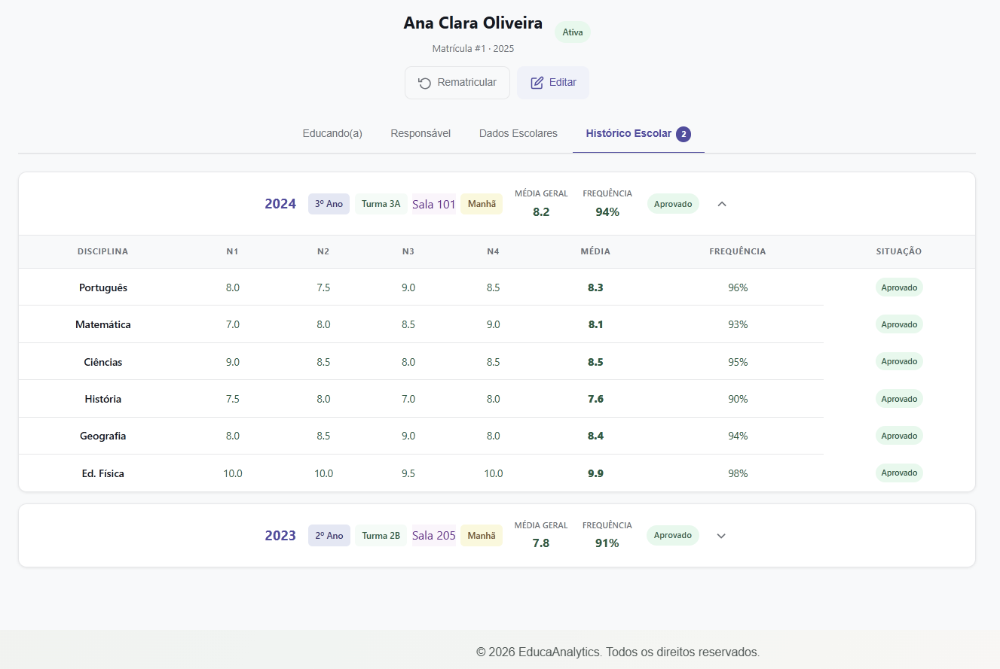 Ana Clara Oliveira
Ativa
Matrícula #1 · 2025
Rematricular
Editar
Educando(a) Responsável Dados Escolares Histórico Escolar 2
2024 3º Ano Turma 3A Sala 101 Manhã MÉDIA GERAL 8.2 FREQUÊNCIA 94% Aprovado
DISCIPLINA N1 N2 N3 N4 MÉDIA FREQUÊNCIA SITUAÇÃO
Português 8.0 7.5 9.0 8.5 8.3 96% Aprovado
Matemática 7.0 8.0 8.5 9.0 8.1 93% Aprovado
Ciências 9.0 8.5 8.0 8.5 8.5 95% Aprovado
História 7.5 8.0 7.0 8.0 7.6 90% Aprovado
Geografia 8.0 8.5 9.0 8.0 8.4 94% Aprovado
Ed. Física 10.0 10.0 9.5 10.0 9.9 98% Aprovado
2023 2º Ano Turma 2B Sala 205 Manhã MÉDIA GERAL 7.8 FREQUÊNCIA 91% Aprovado
© 2026 EducaAnalytics. Todos os direitos reservados.